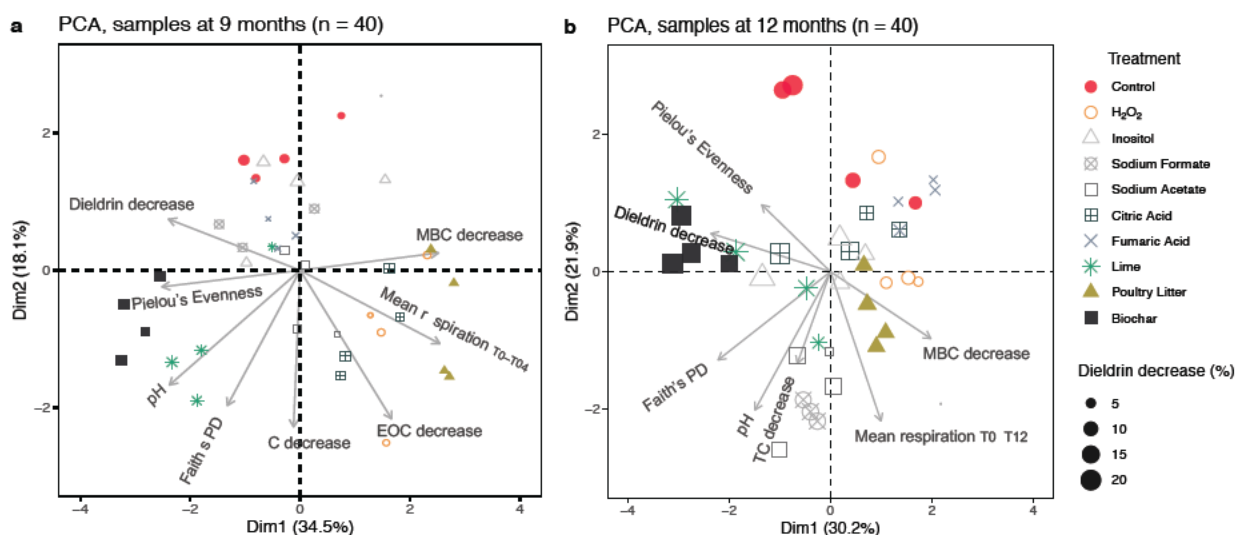 a PCA, samples at 9 months (n = 40)
Dim2 (18.1%)
2
0
−2
−4
−2
0
2
4
Dim1 (34.5%)
Dieldrin decrease
MBC decrease
Pielou's Evenness
Mean r spiration T0–T04
pH
Faith s PD
C decrease
EOC decrease
b PCA, samples at 12 months (n = 40)
Dim2 (21.9%)
2
0
−2
−4
−2
0
2
4
Dim1 (30.2%)
Pielou's Evenness
Dieldrin decrease
MBC decrease
Faith's PD
pH
TC decrease
Mean respiration T0 T12
Treatment
Control
H₂O₂
Inositol
Sodium Formate
Sodium Acetate
Citric Acid
Fumaric Acid
Lime
Poultry Litter
Biochar
Dieldrin decrease (%)
5
10
15
20